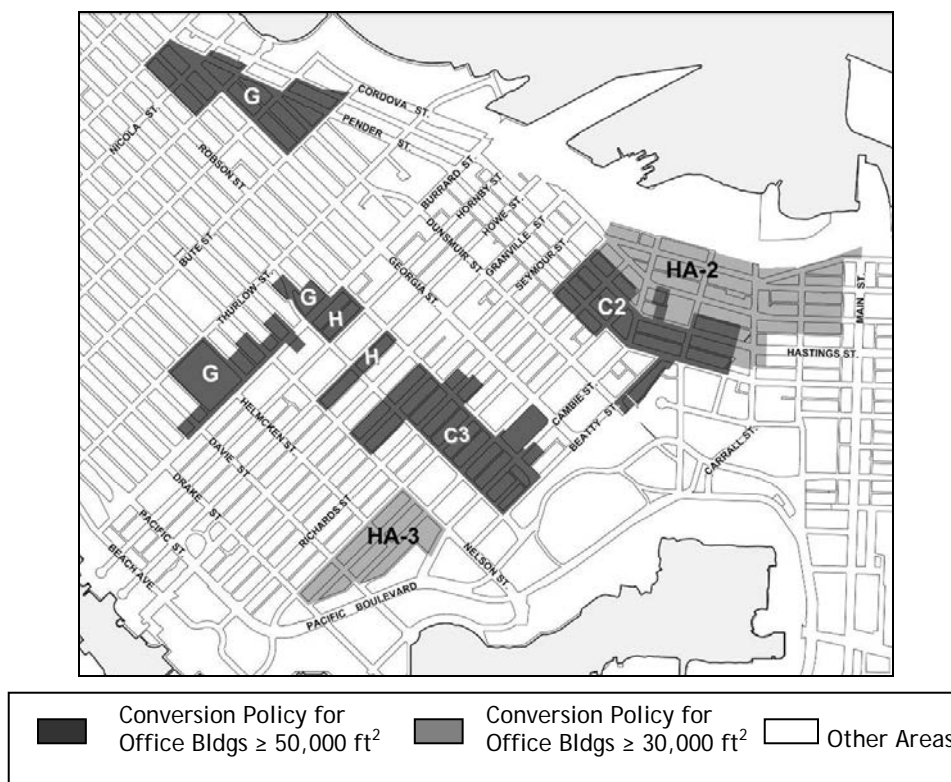 G
CORDOVA ST.
PENDER ST.
NICOLA ST.
ROBSON ST.
BURRARD ST.
HORNBY ST.
HOWE ST.
DUNSMUIR ST.
GRANVILLE ST.
SEYMOUR ST.
BUTE ST.
GEORGIA ST.
HA-2
THURLOW ST.
G
H
C2
MAIN ST.
HASTINGS ST.
G
H
HELMCKEN ST.
C3
CAMBIE ST.
BEATTY ST.
CARRALL ST.
DAVIE ST.
DRAKE ST
PACIFIC ST.
BEACH AVE
RICHARDS ST.
HA-3
NELSON ST.
PACIFIC BOULEVARD
Conversion Policy for
Office Bldgs ≥ 50,000 ft²
Conversion Policy for
Office Bldgs ≥ 30,000 ft²
Other Areas